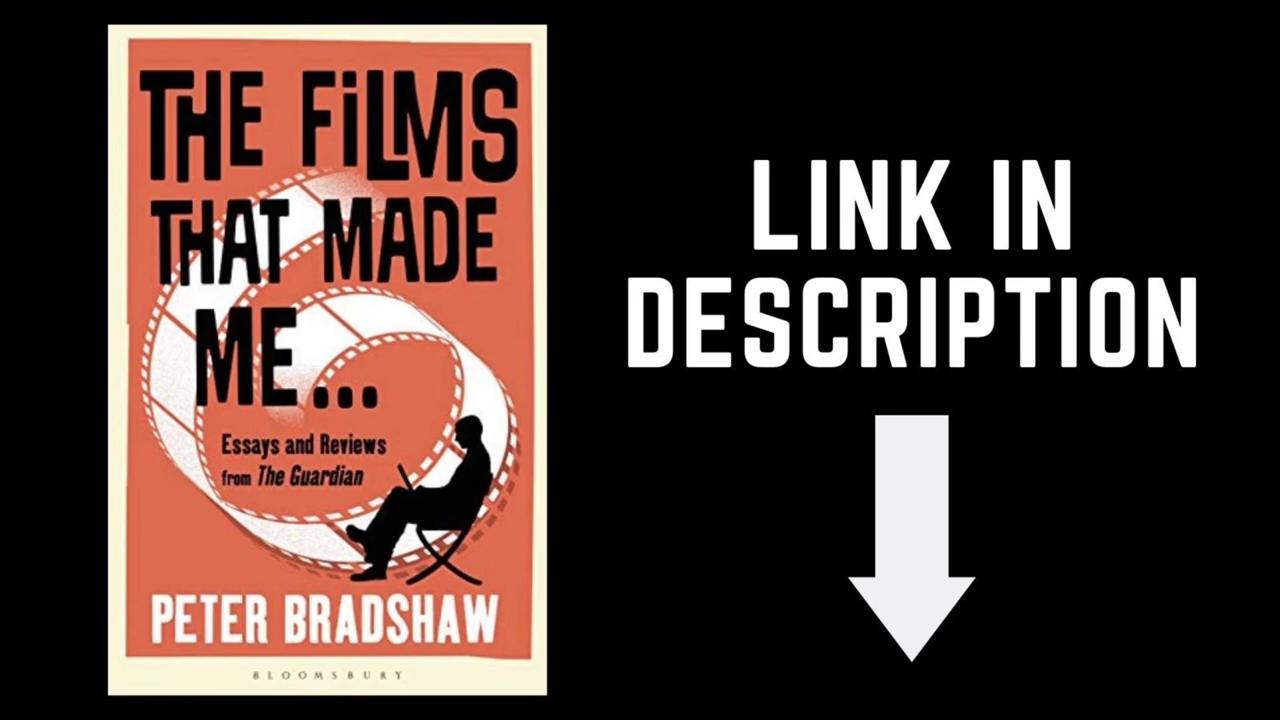 THE FiLMS
THAT MADE
ME...
Essays and Reviews
from The Guardian
PETER BRADSHAW
BLOOMSBURY
LINK IN
DESCRIPTION